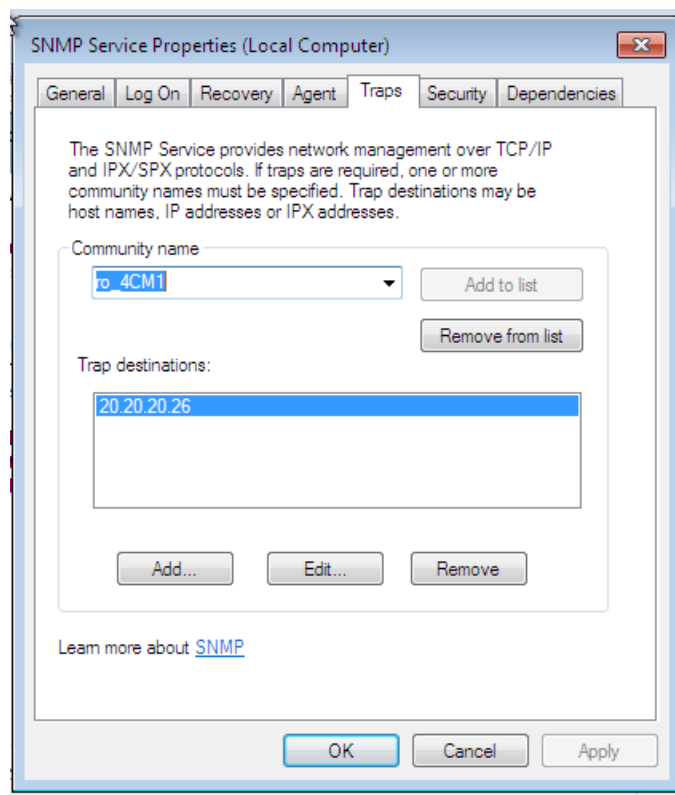 SNMP Service Properties (Local Computer)
General Log On Recovery Agent Traps Security Dependencies
The SNMP Service provides network management over TCP/IP
and IPX/SPX protocols. If traps are required, one or more
community names must be specified. Trap destinations may be
host names, IP addresses or IPX addresses.
Community name
ro_4CM1
Add to list
Remove from list
Trap destinations:
20.20.20.26
Add... Edit... Remove
Learn more about SNMP
OK Cancel Apply